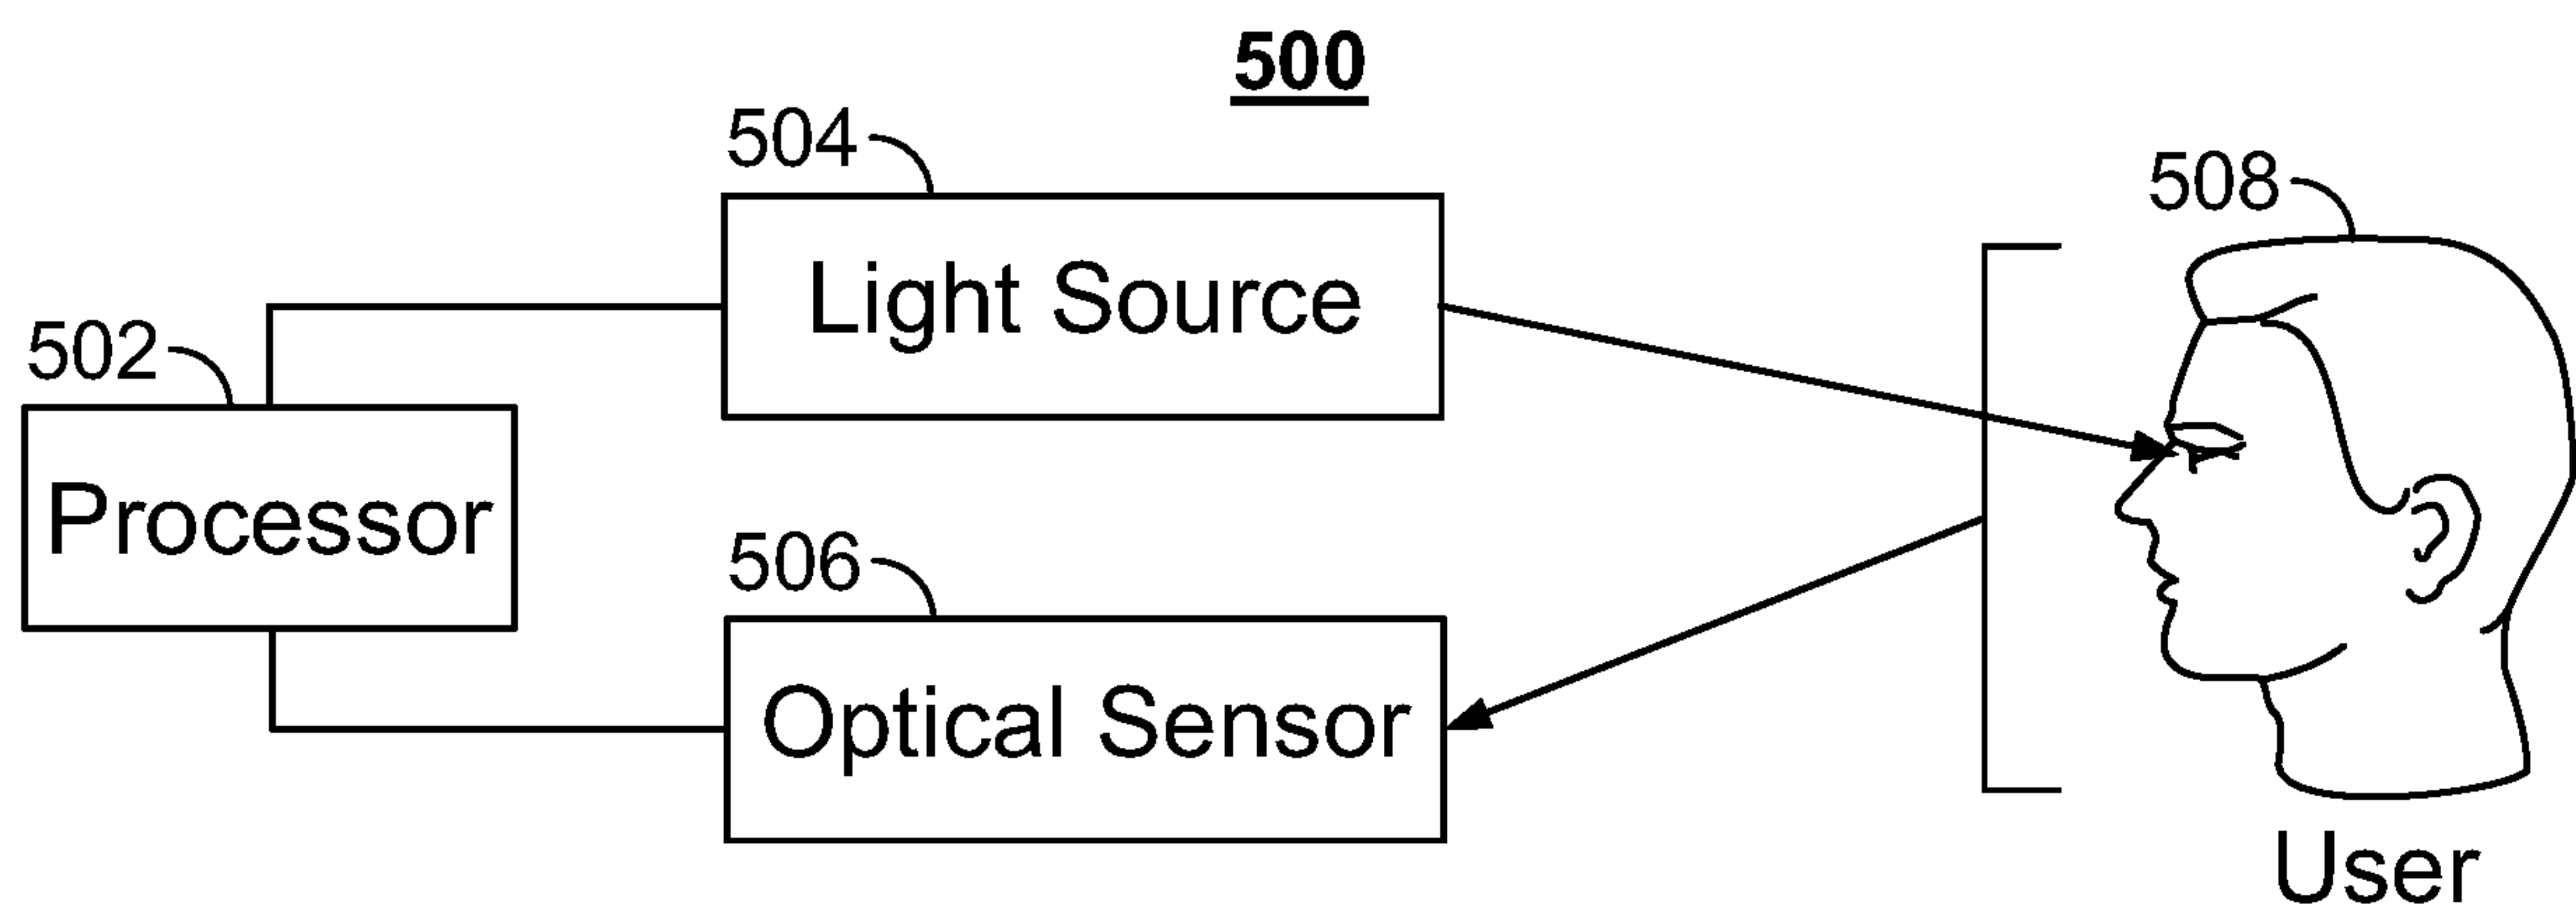 500
504
Light Source
508
502
Processor
506
Optical Sensor
User